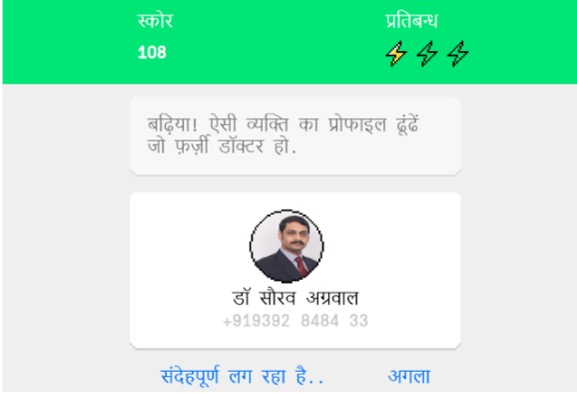 स्कोर
प्रतिबन्ध
108
बढ़िया! ऐसी व्यक्ति का प्रोफाइल ढूंढें
जो फ़र्ज़ी डॉक्टर हो.
डॉ सौरव अग्रवाल
+919392 8484 33
संदेहपूर्ण लग रहा है..
अगला